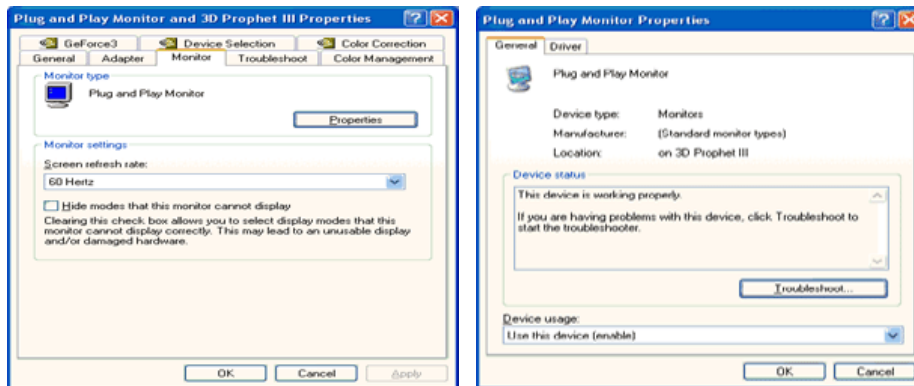 Plug and Play Monitor and 3D Prophet III Properties
GeForce3
Device Selection
Color Correction
General
Adapter
Monitor
Troubleshoot
Color Management
Monitor type
Plug and Play Monitor
Properties
Monitor settings
Screen refresh rate:
60 Hertz
Hide modes that this monitor cannot display
Clearing this check box allows you to select display modes that this
monitor cannot display correctly. This may lead to an unusable display
and/or damaged hardware.
OK
Cancel
Apply
Plug and Play Monitor Properties
General
Driver
Plug and Play Monitor
Device type: Monitors
Manufacturer: (Standard monitor types)
Location: on 3D Prophet III
Device status
This device is working properly.
If you are having problems with this device, click Troubleshoot to
start the troubleshooter.
Troubleshoot...
Device usage:
Use this device (enable)
OK
Cancel